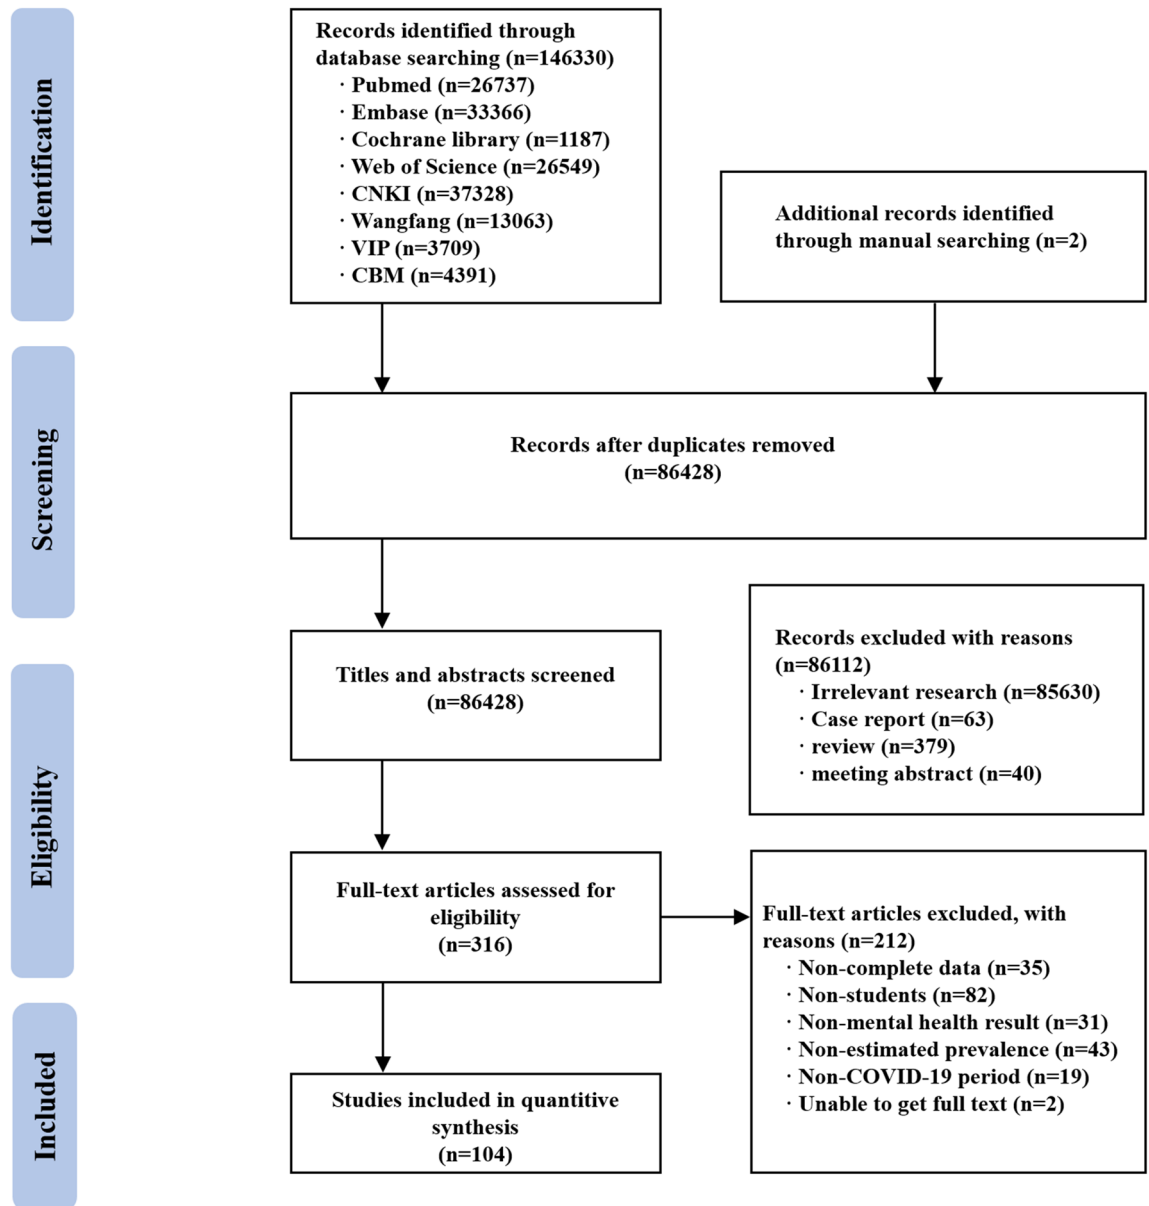 Identification
Records identified through
database searching (n=146330)
· Pubmed (n=26737)
· Embase (n=33366)
· Cochrane library (n=1187)
· Web of Science (n=26549)
· CNKI (n=37328)
· Wangfang (n=13063)
· VIP (n=3709)
· CBM (n=4391)
Additional records identified
through manual searching (n=2)
Screening
Records after duplicates removed
(n=86428)
Titles and abstracts screened
(n=86428)
Records excluded with reasons
(n=86112)
· Irrelevant research (n=85630)
· Case report (n=63)
· review (n=379)
· meeting abstract (n=40)
Eligibility
Full-text articles assessed for
eligibility
(n=316)
Full-text articles excluded, with
reasons (n=212)
· Non-complete data (n=35)
· Non-students (n=82)
· Non-mental health result (n=31)
· Non-estimated prevalence (n=43)
· Non-COVID-19 period (n=19)
· Unable to get full text (n=2)
Included
Studies included in quantitive
synthesis
(n=104)